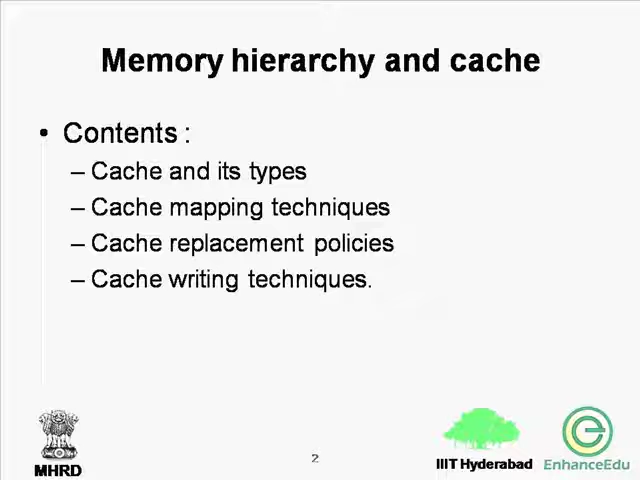 Memory hierarchy and cache
• Contents :
– Cache and its types
– Cache mapping techniques
– Cache replacement policies
– Cache writing techniques.
MHRD
2
IIIT Hyderabad
EnhanceEdu